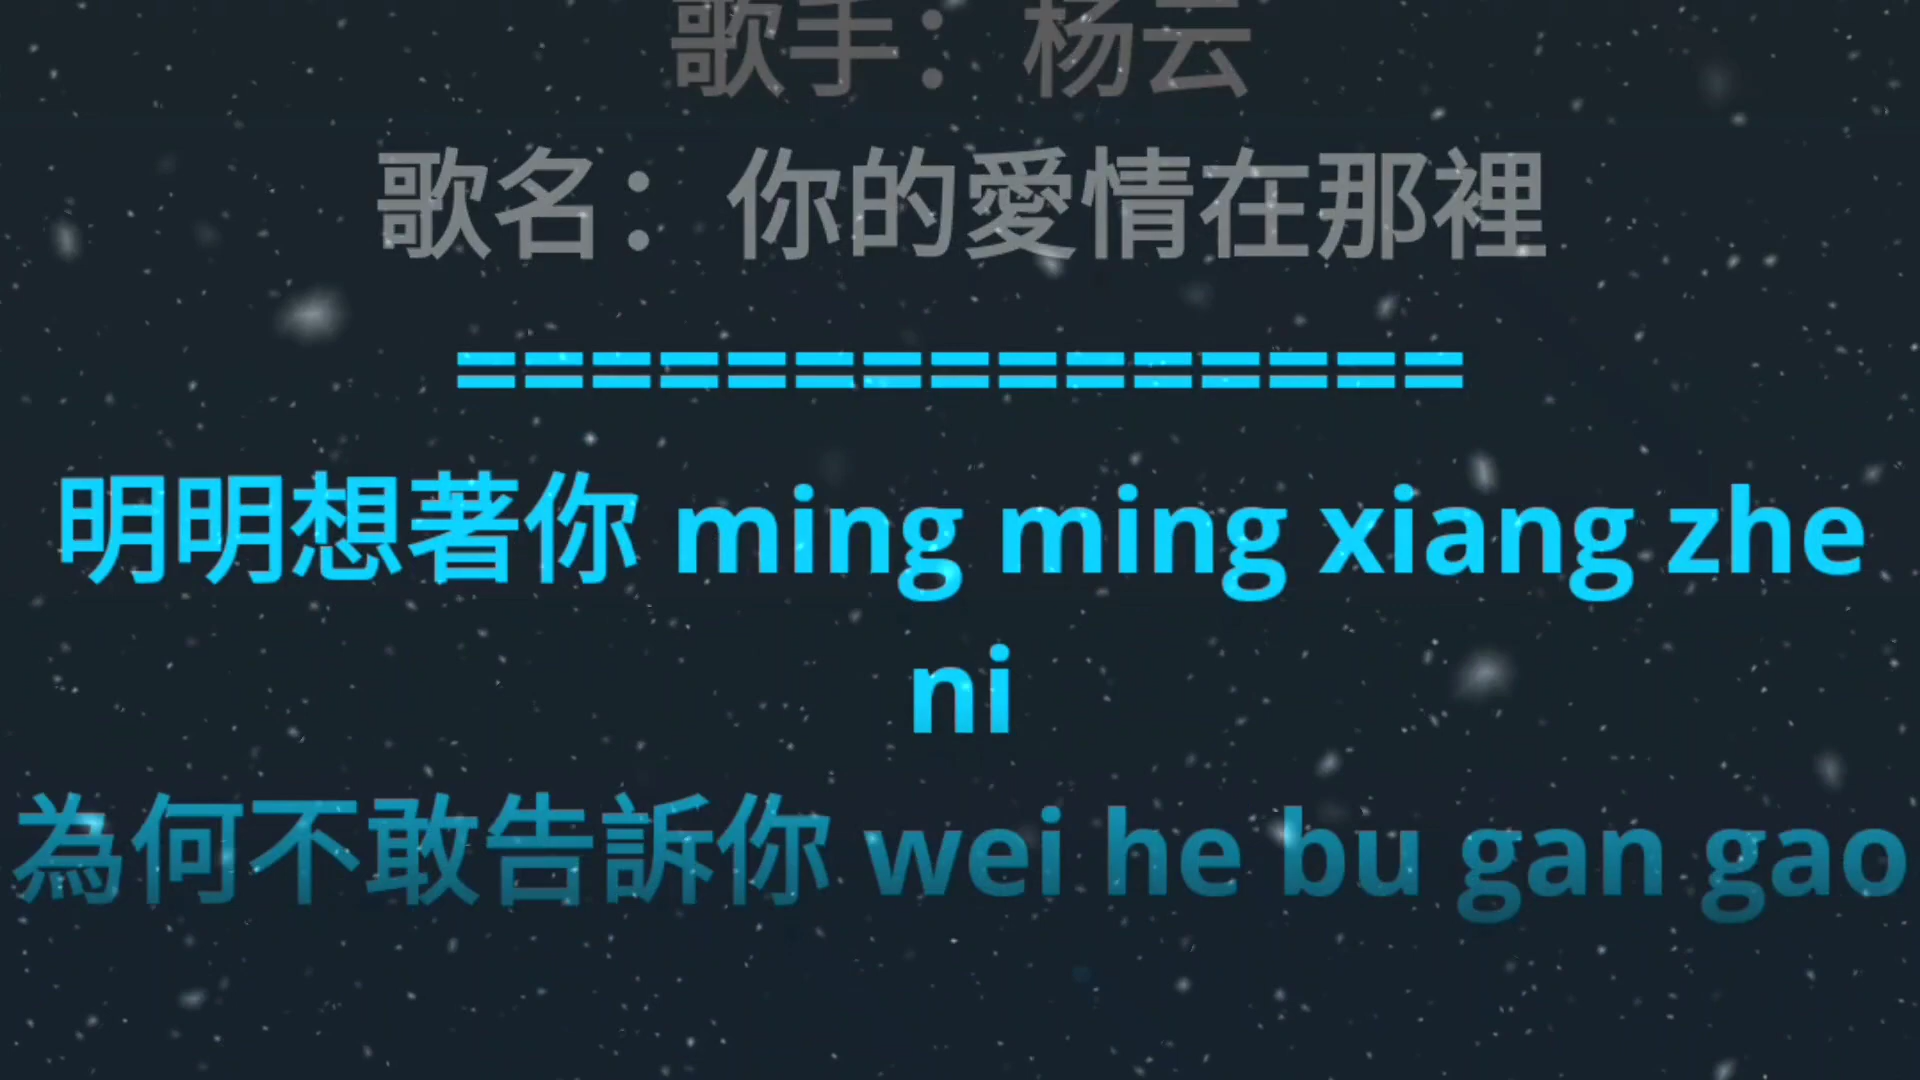 歌手：杨云
歌名：你的愛情在那裡
===============
明明想著你 ming ming xiang zhe
ni
為何不敢告訴你 wei he bu gan gao